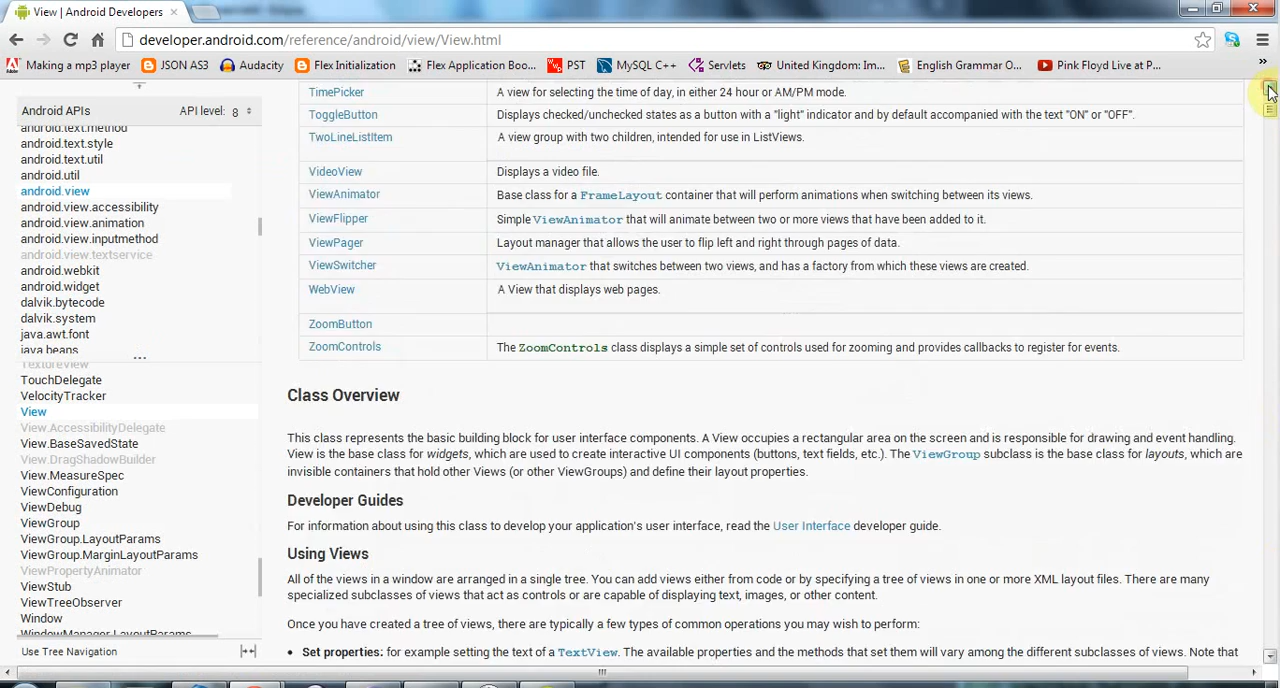 View | Android Developers
developer.android.com/reference/android/view/View.html
Making a mp3 player JSON AS3 Audacity Flex Initialization Flex Application Boo... PST MySQL C++ Servlets United Kingdom: Im... English Grammar O... Pink Floyd Live at P... »
Android APIs API level: 8
android.text.method
android.text.style
android.text.util
android.util
android.view
android.view.accessibility
android.view.animation
android.view.inputmethod
android.view.textservice
android.webkit
android.widget
dalvik.bytecode
dalvik.system
java.awt.font
java.beans
TextureView
TouchDelegate
VelocityTracker
View
View.AccessibilityDelegate
View.BaseSavedState
View.DragShadowBuilder
View.MeasureSpec
ViewConfiguration
ViewDebug
ViewGroup
ViewGroup.LayoutParams
ViewGroup.MarginLayoutParams
ViewPropertyAnimator
ViewStub
ViewTreeObserver
Window
WindowManager.LayoutParams
Use Tree Navigation
TimePicker A view for selecting the time of day, in either 24 hour or AM/PM mode.
ToggleButton Displays checked/unchecked states as a button with a "light" indicator and by default accompanied with the text "ON" or "OFF".
TwoLineListItem A view group with two children, intended for use in ListViews.
VideoView Displays a video file.
ViewAnimator Base class for a FrameLayout container that will perform animations when switching between its views.
ViewFlipper Simple ViewAnimator that will animate between two or more views that have been added to it.
ViewPager Layout manager that allows the user to flip left and right through pages of data.
ViewSwitcher ViewAnimator that switches between two views, and has a factory from which these views are created.
WebView A View that displays web pages.
ZoomButton
ZoomControls The ZoomControls class displays a simple set of controls used for zooming and provides callbacks to register for events.
Class Overview
This class represents the basic building block for user interface components. A View occupies a rectangular area on the screen and is responsible for drawing and event handling.
View is the base class for widgets, which are used to create interactive UI components (buttons, text fields, etc.). The ViewGroup subclass is the base class for layouts, which are
invisible containers that hold other Views (or other ViewGroups) and define their layout properties.
Developer Guides
For information about using this class to develop your application's user interface, read the User Interface developer guide.
Using Views
All of the views in a window are arranged in a single tree. You can add views either from code or by specifying a tree of views in one or more XML layout files. There are many
specialized subclasses of views that act as controls or are capable of displaying text, images, or other content.
Once you have created a tree of views, there are typically a few types of common operations you may wish to perform:
• Set properties: for example setting the text of a TextView. The available properties and the methods that set them will vary among the different subclasses of views. Note that